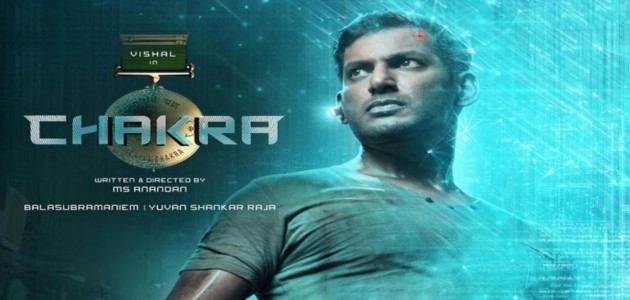 VISHAL
IN
CHAKRA
WRITTEN & DIRECTED BY
MS ANANDAN
BALASUBRAMANIEM | YUVAN SHANKAR RAJA